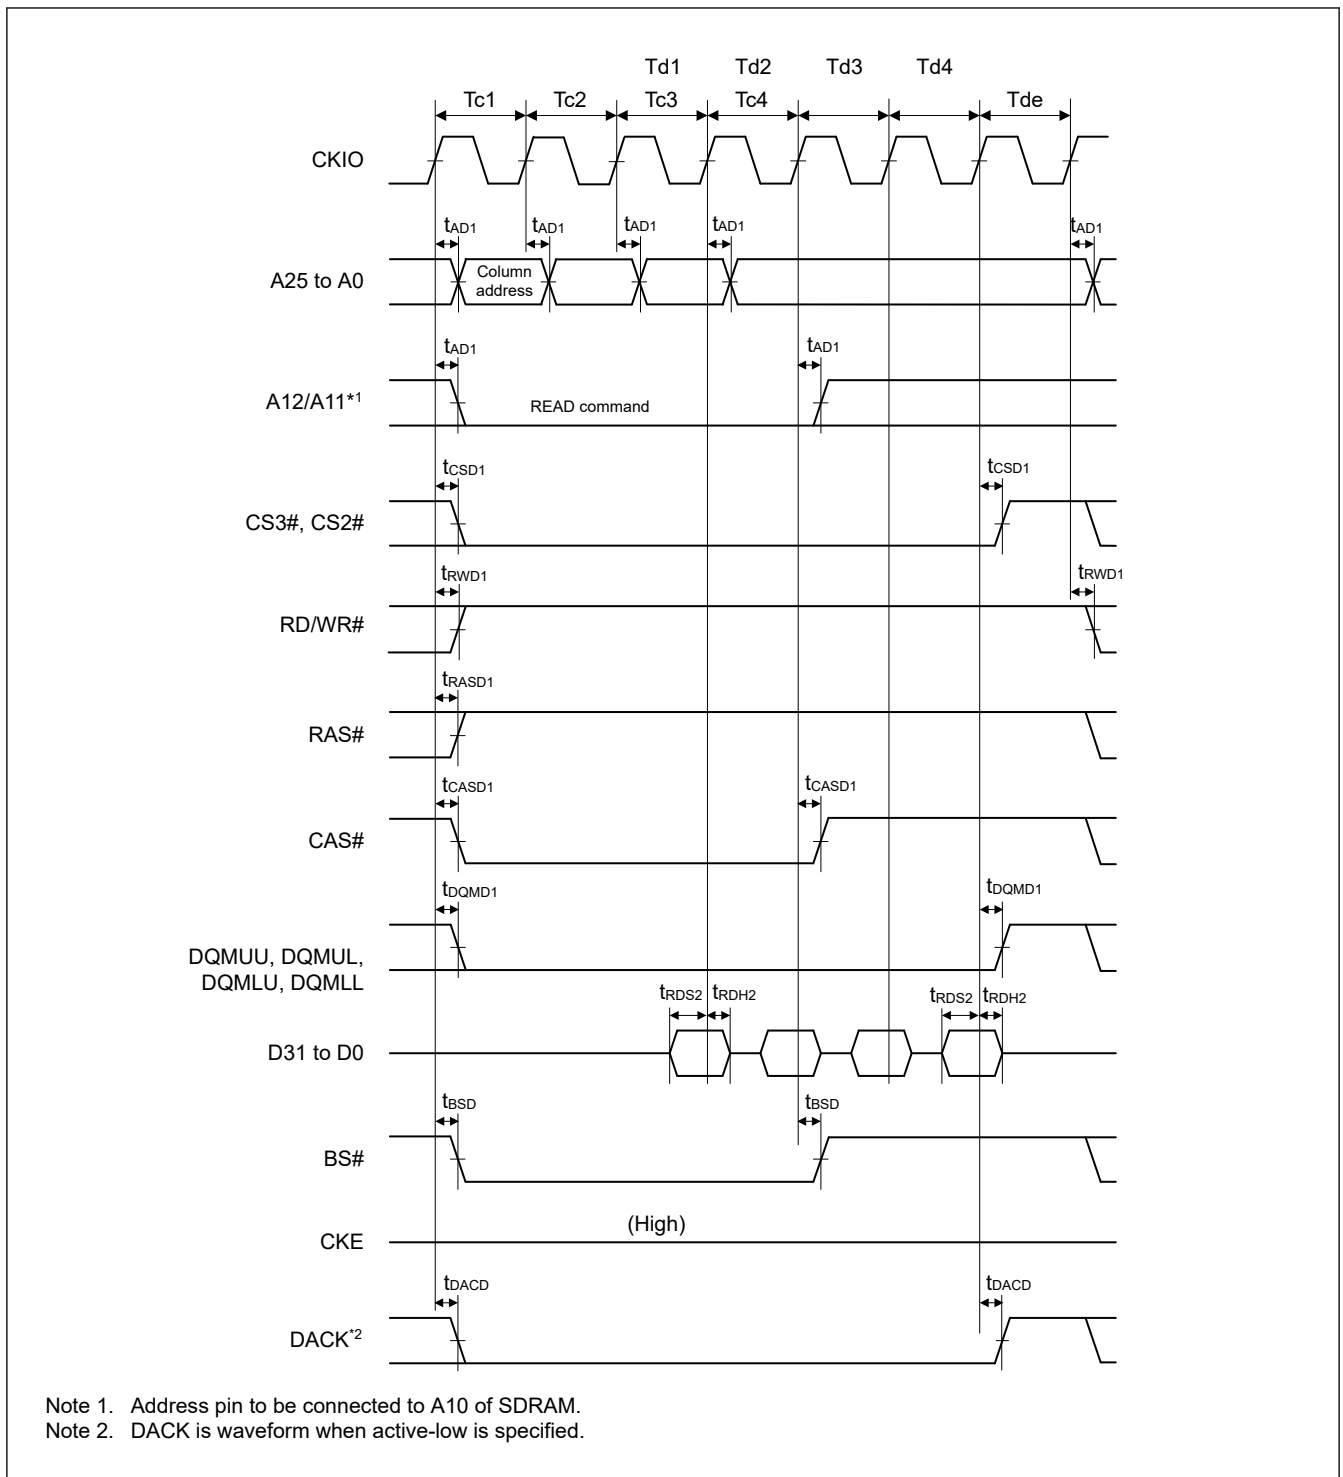 Td1 Td2 Td3 Td4
Tc1 Tc2 Tc3 Tc4 Tde
CKIO
tAD1 tAD1 tAD1 tAD1 tAD1
A25 to A0
Column
address
tAD1 tAD1
A12/A11*1
READ command
tCSD1 tCSD1
CS3#, CS2#
tRWD1 tRWD1
RD/WR#
tRASD1
RAS#
tCASD1 tCASD1
CAS#
tDQMD1 tDQMD1
DQMUU, DQMUL,
DQMLU, DQMLL
tRDS2 tRDH2 tRDS2 tRDH2
D31 to D0
tBSD tBSD
BS#
(High)
CKE
tDACD tDACD
DACK*2
Note 1. Address pin to be connected to A10 of SDRAM.
Note 2. DACK is waveform when active-low is specified.